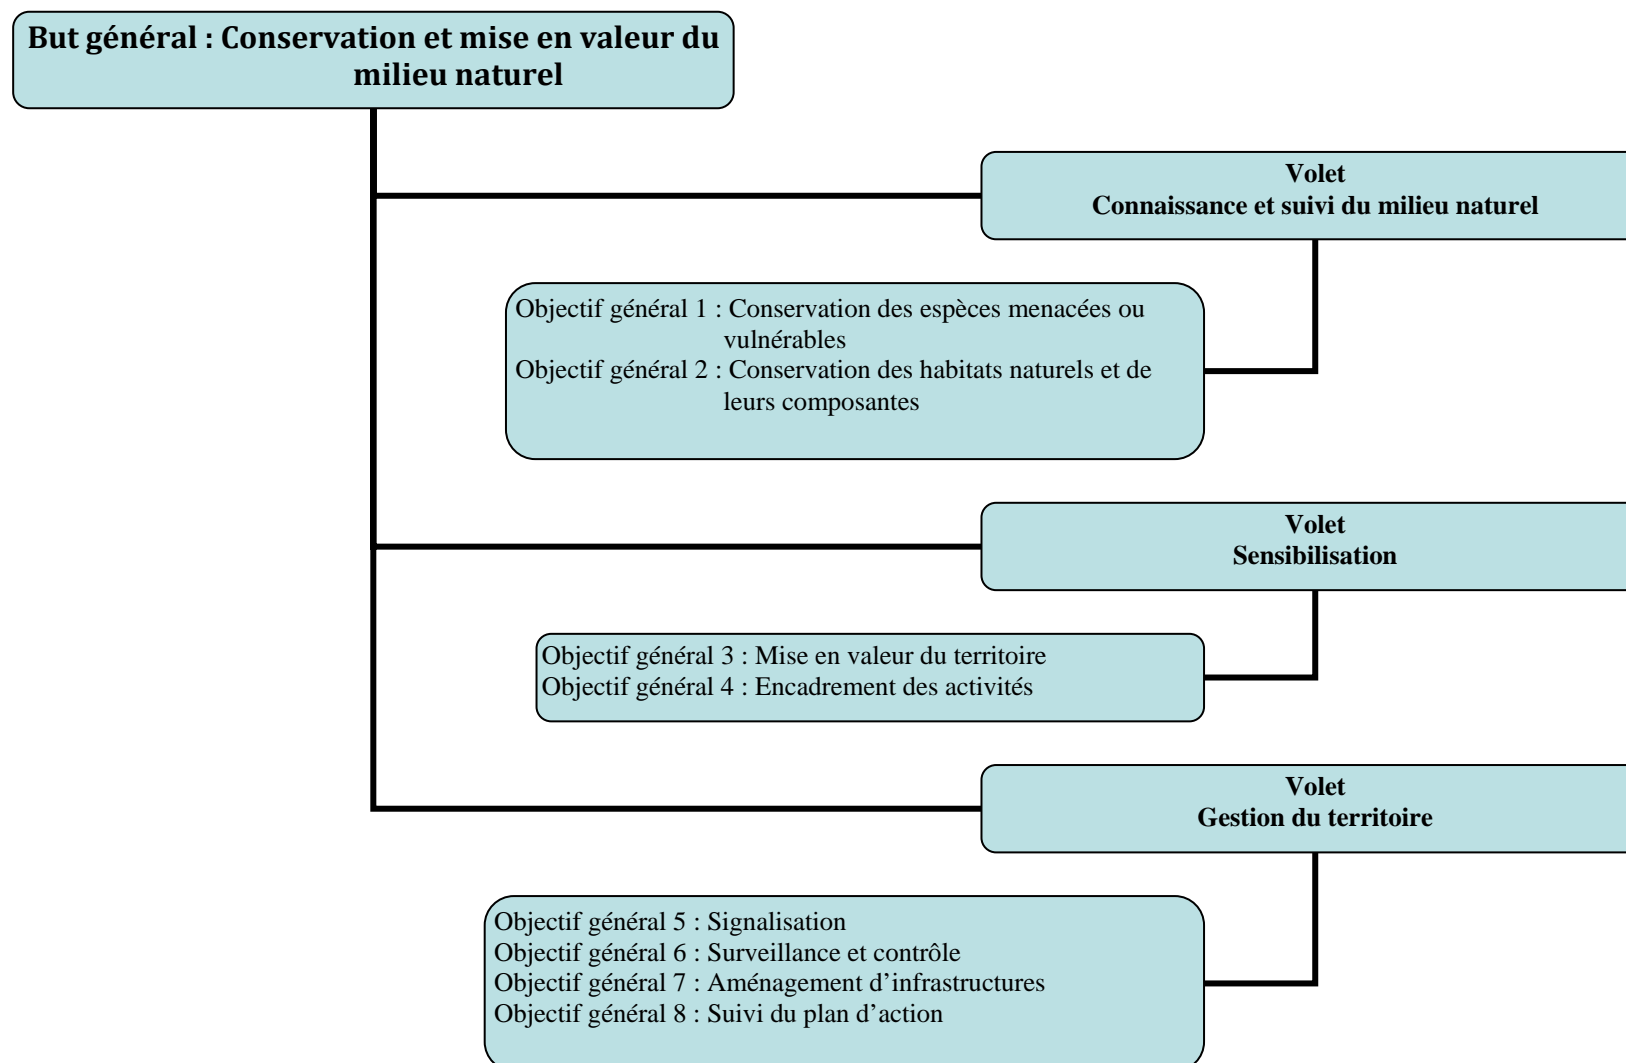 But général : Conservation et mise en valeur du
milieu naturel
Volet
Connaissance et suivi du milieu naturel
Objectif général 1 : Conservation des espèces menacées ou
vulnérables
Objectif général 2 : Conservation des habitats naturels et de
leurs composantes
Volet
Sensibilisation
Objectif général 3 : Mise en valeur du territoire
Objectif général 4 : Encadrement des activités
Volet
Gestion du territoire
Objectif général 5 : Signalisation
Objectif général 6 : Surveillance et contrôle
Objectif général 7 : Aménagement d’infrastructures
Objectif général 8 : Suivi du plan d’action